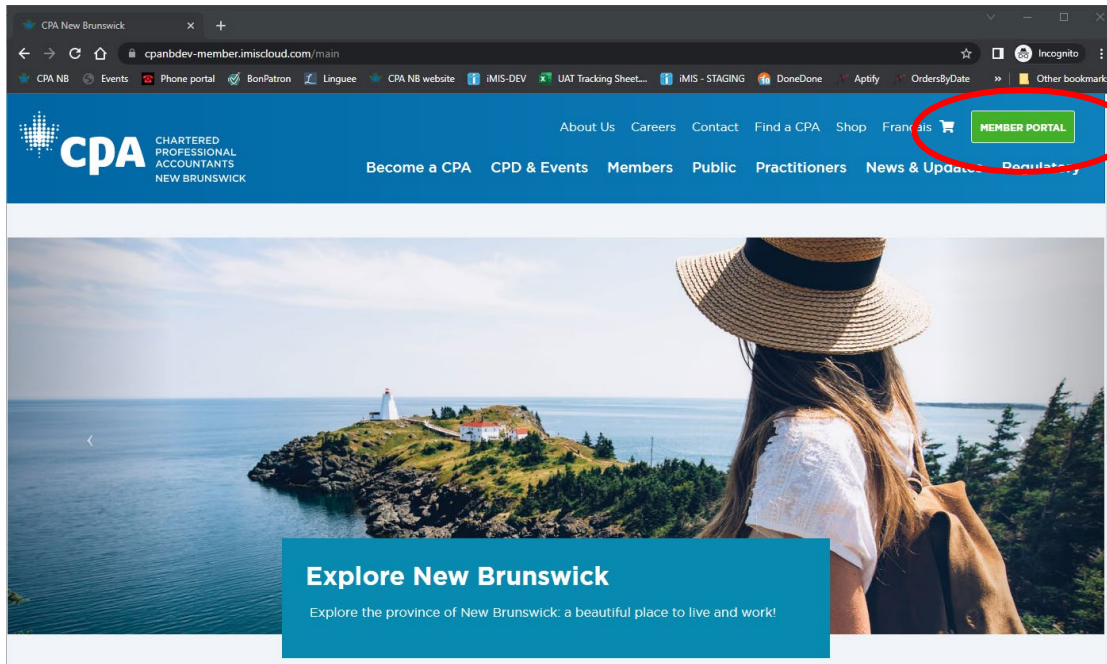 CPA New Brunswick
cpanbdev-member.imiscloud.com/main
Incognito
CPA NB Events Phone portal BonPatron Linguee CPA NB website iMIS-DEV UAT Tracking Sheet.... iMIS - STAGING DoneDone Aptify OrdersByDate » Other bookmarks
About Us Careers Contact Find a CPA Shop Français MEMBER PORTAL
CPA
CHARTERED
PROFESSIONAL
ACCOUNTANTS
NEW BRUNSWICK
Become a CPA CPD & Events Members Public Practitioners News & Updates Regulatory
Explore New Brunswick
Explore the province of New Brunswick: a beautiful place to live and work!